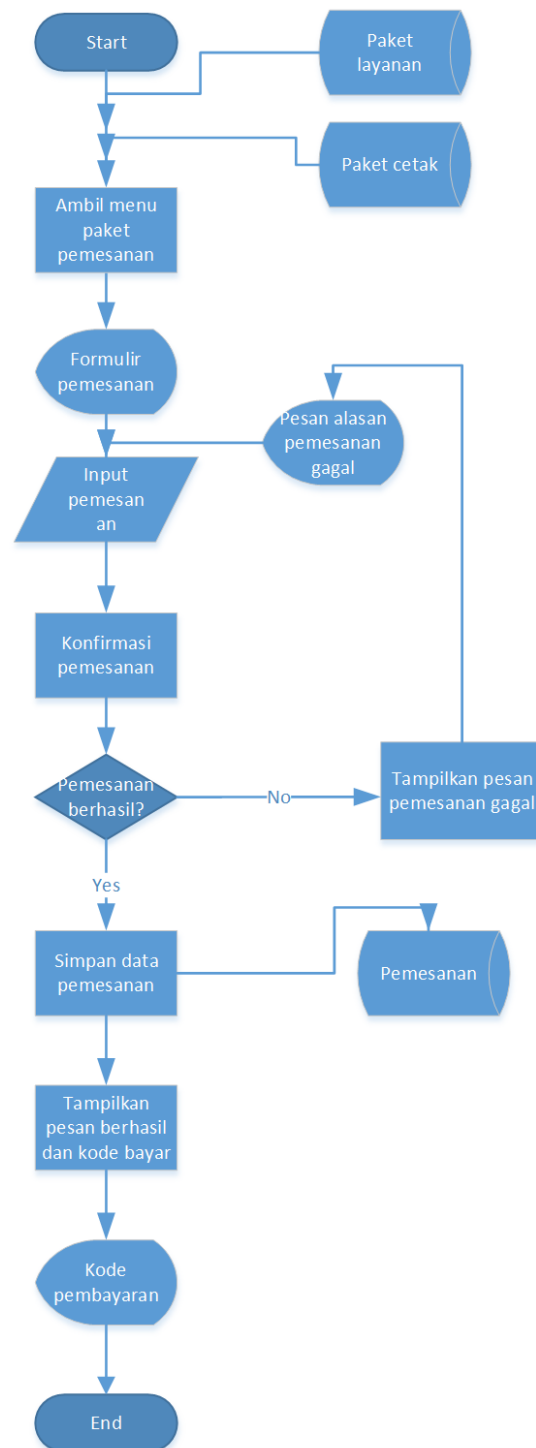 Start
Paket
layanan
Paket cetak
Ambil menu
paket
pemesanan
Formulir
pemesanan
Pesan alasan
pemesanan
gagal
Input
pemesan
an
Konfirmasi
pemesanan
Pemesanan
berhasil?
No
Tampilkan pesan
pemesanan gagal
Yes
Simpan data
pemesanan
Pemesanan
Tampilkan
pesan berhasil
dan kode bayar
Kode
pembayaran
End